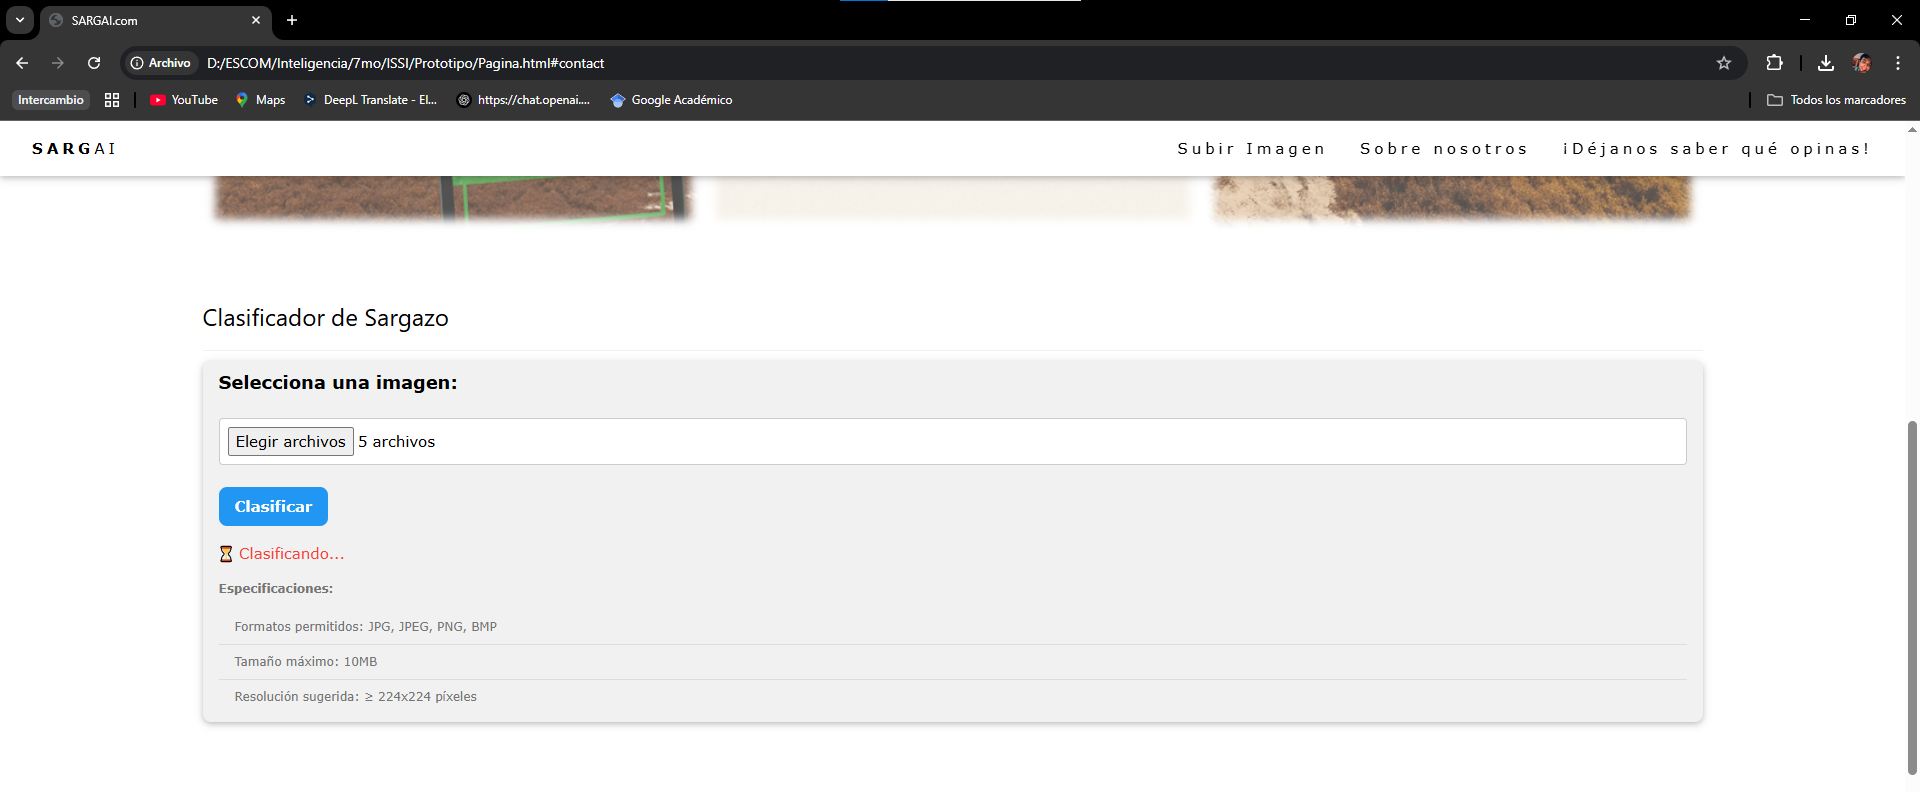 SARGAI.com
Archivo
D:/ESCOM/Inteligencia/7mo/ISSI/Prototipo/Pagina.html#contact
Intercambio
YouTube
Maps
DeepL Translate - El...
https://chat.openai....
Google Académico
Todos los marcadores
SARGAI
Subir Imagen
Sobre nosotros
¡Déjanos saber qué opinas!
Clasificador de Sargazo
Selecciona una imagen:
Elegir archivos 5 archivos
Clasificar
⏳ Clasificando...
Especificaciones:
Formatos permitidos: JPG, JPEG, PNG, BMP
Tamaño máximo: 10MB
Resolución sugerida: ≥ 224x224 píxeles